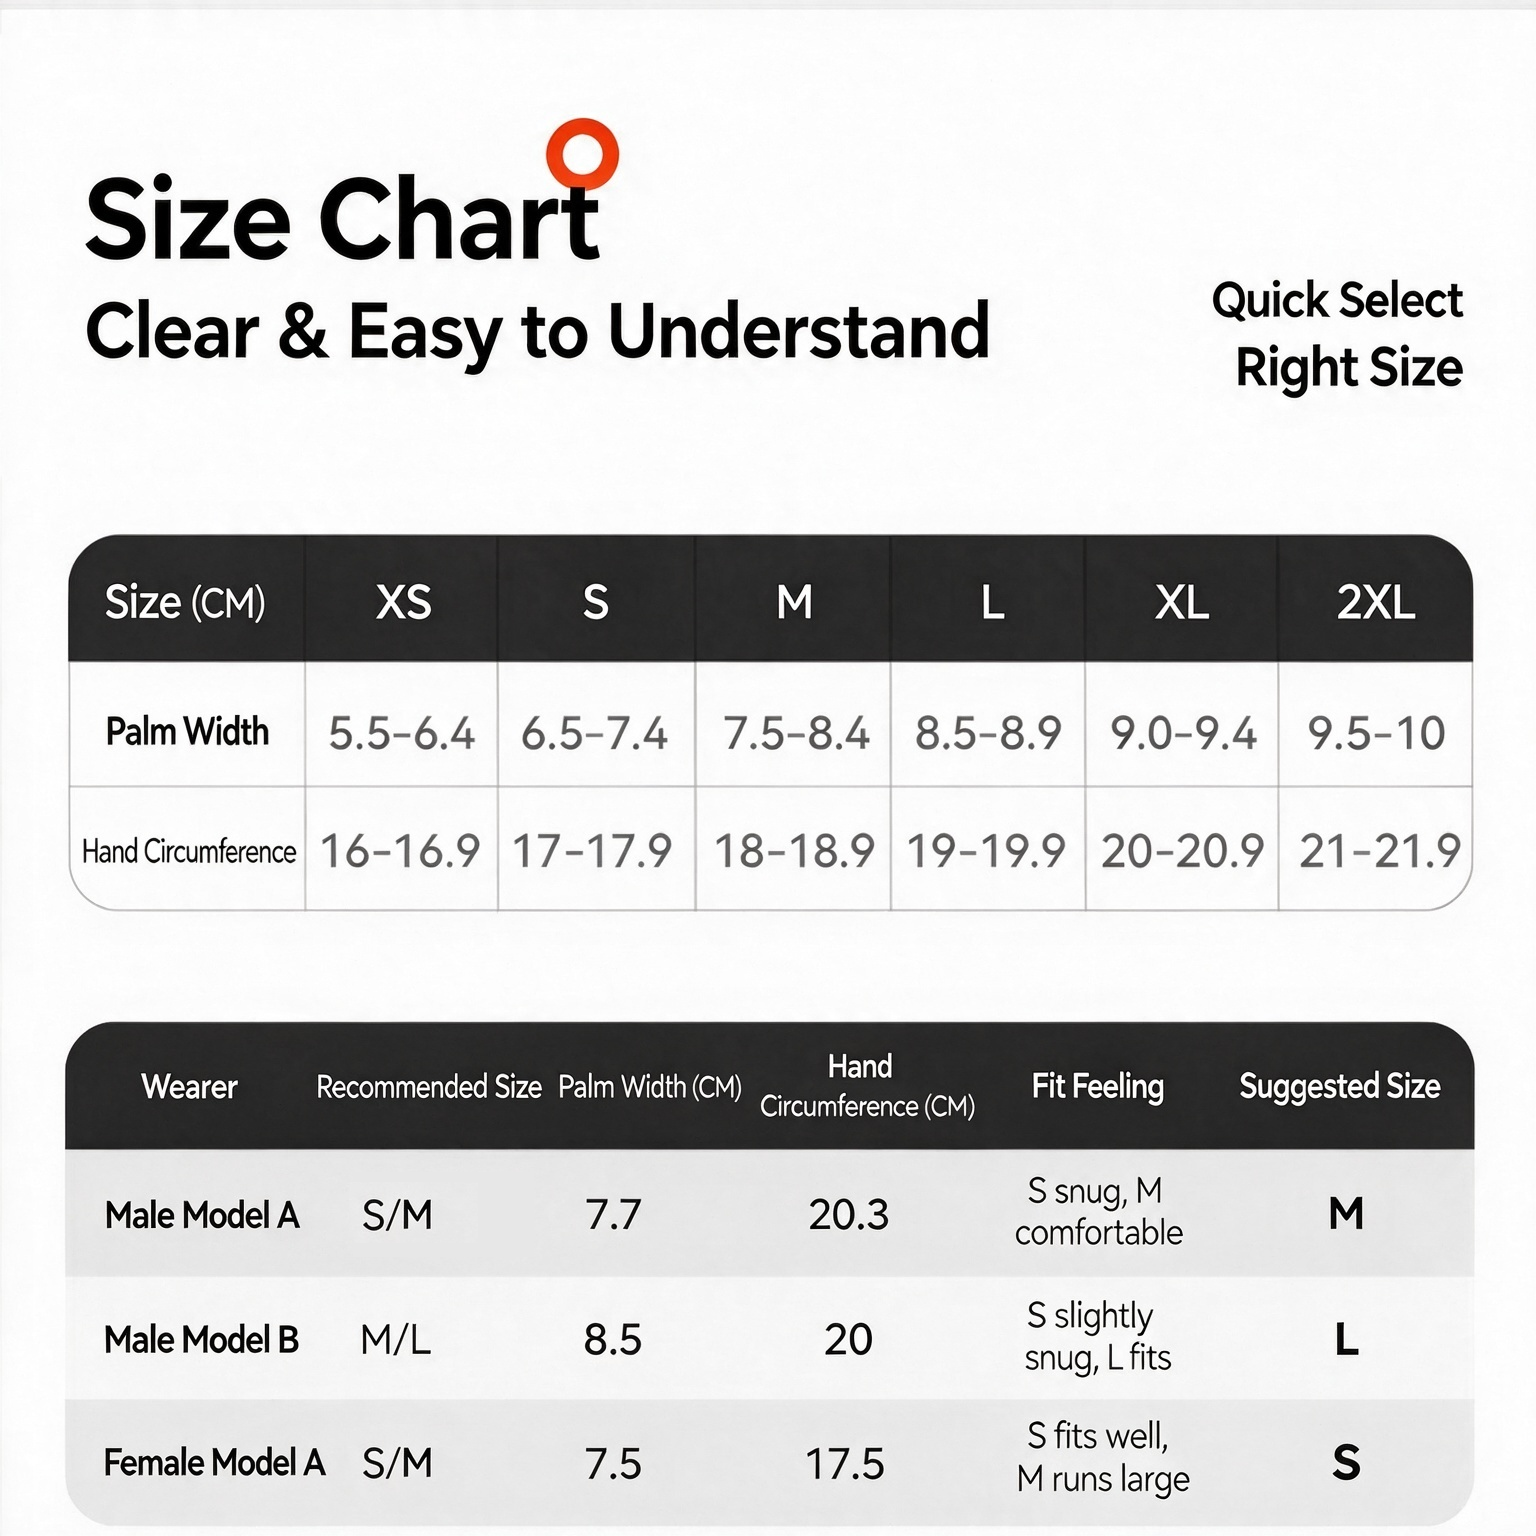 Size Chart
Clear & Easy to Understand
Quick Select
Right Size
Size (CM) XS S M L XL 2XL
Palm Width 5.5–6.4 6.5–7.4 7.5–8.4 8.5–8.9 9.0–9.4 9.5–10
Hand Circumference 16–16.9 17–17.9 18–18.9 19–19.9 20–20.9 21–21.9
Wearer Recommended Size Palm Width (CM) Hand Circumference (CM) Fit Feeling Suggested Size
Male Model A S/M 7.7 20.3 S snug, M comfortable M
Male Model B M/L 8.5 20 S slightly snug, L fits L
Female Model A S/M 7.5 17.5 S fits well, M runs large S